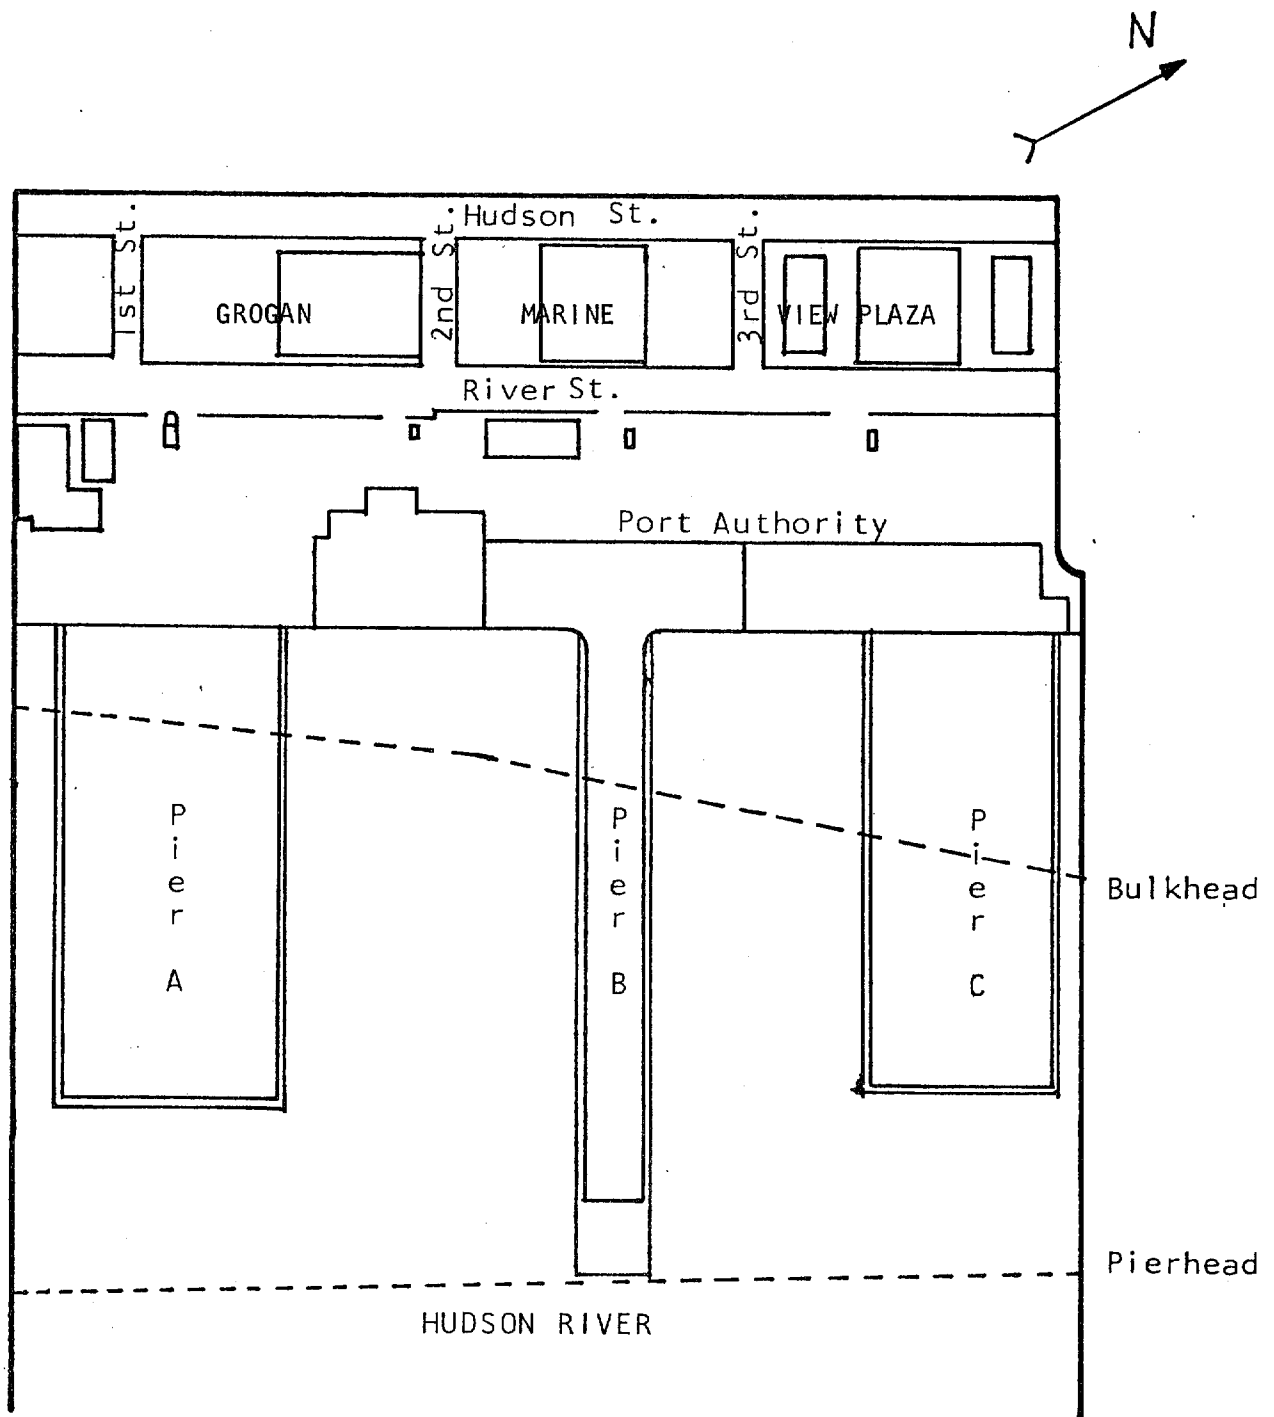 N
Hudson St.
1st St.
2nd St.
3rd St.
GROGAN MARINE VIEW PLAZA
River St.
Port Authority
Pier A
Pier B
Pier C
Bulkhead
Pierhead
HUDSON RIVER